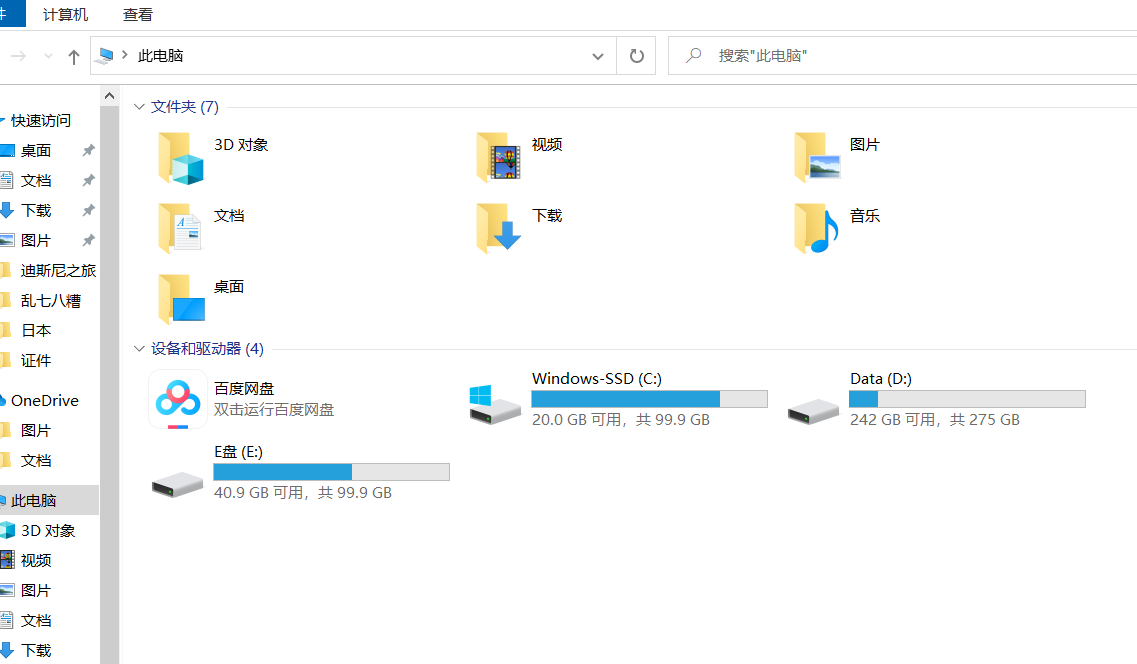 件
计算机
查看
此电脑
搜索"此电脑"
快速访问
桌面
文档
下载
图片
迪斯尼之旅
乱七八糟
日本
证件
OneDrive
图片
文档
此电脑
3D 对象
视频
图片
文档
下载
文件夹 (7)
3D 对象
视频
图片
文档
下载
音乐
桌面
设备和驱动器 (4)
百度网盘
双击运行百度网盘
Windows-SSD (C:)
20.0 GB 可用，共 99.9 GB
Data (D:)
242 GB 可用，共 275 GB
E盘 (E:)
40.9 GB 可用，共 99.9 GB